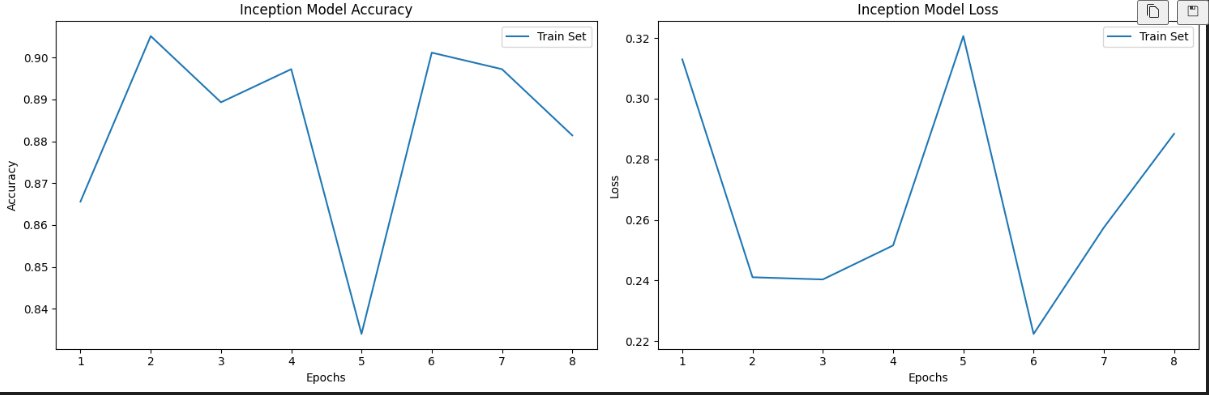 Inception Model Accuracy
Train Set
0.90
0.89
0.88
0.87
0.86
0.85
0.84
Accuracy
1 2 3 4 5 6 7 8
Epochs
Inception Model Loss
Train Set
0.32
0.30
0.28
0.26
0.24
0.22
Loss
1 2 3 4 5 6 7 8
Epochs